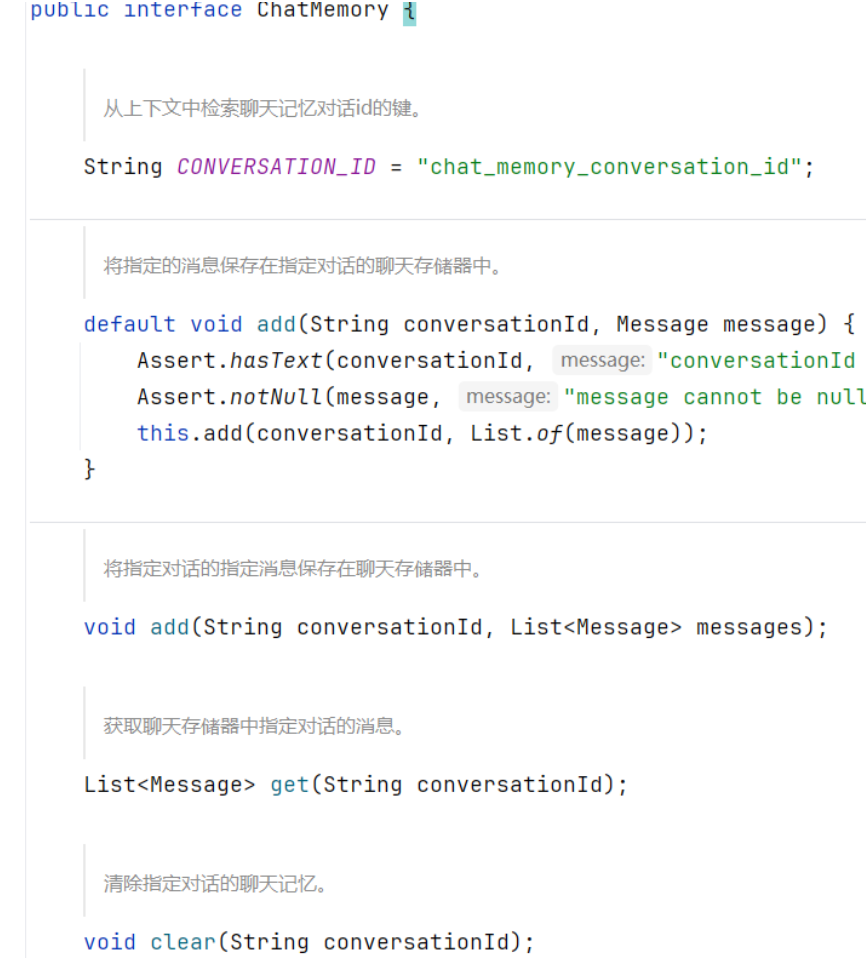 public interface ChatMemory {
从上下文中检索聊天记忆对话id的键。
String CONVERSATION_ID = "chat_memory_conversation_id";
将指定的消息保存在指定对话的聊天存储器中。
default void add(String conversationId, Message message) {
Assert.hasText(conversationId, message: "conversationId
Assert.notNull(message, message: "message cannot be null
this.add(conversationId, List.of(message));
}
将指定对话的指定消息保存在聊天存储器中。
void add(String conversationId, List<Message> messages);
获取聊天存储器中指定对话的消息。
List<Message> get(String conversationId);
清除指定对话的聊天记忆。
void clear(String conversationId);